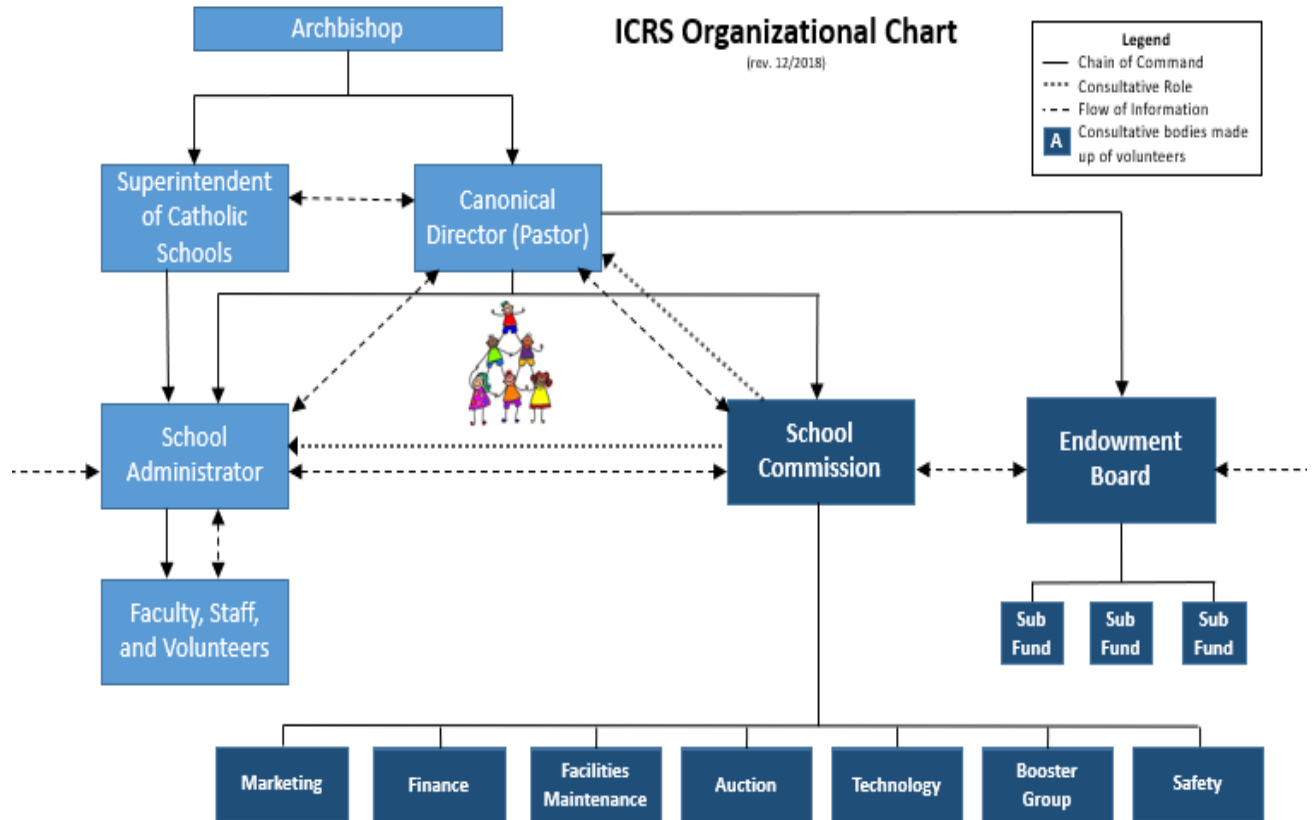 Archbishop
ICRS Organizational Chart
(rev. 12/2018)
Legend
Chain of Command
Consultative Role
Flow of Information
A
Consultative bodies made
up of volunteers
Superintendent
of Catholic
Schools
Canonical
Director (Pastor)
School
Administrator
School
Commission
Endowment
Board
Faculty, Staff,
and Volunteers
Sub
Fund
Sub
Fund
Sub
Fund
Marketing
Finance
Facilities
Maintenance
Auction
Technology
Booster
Group
Safety